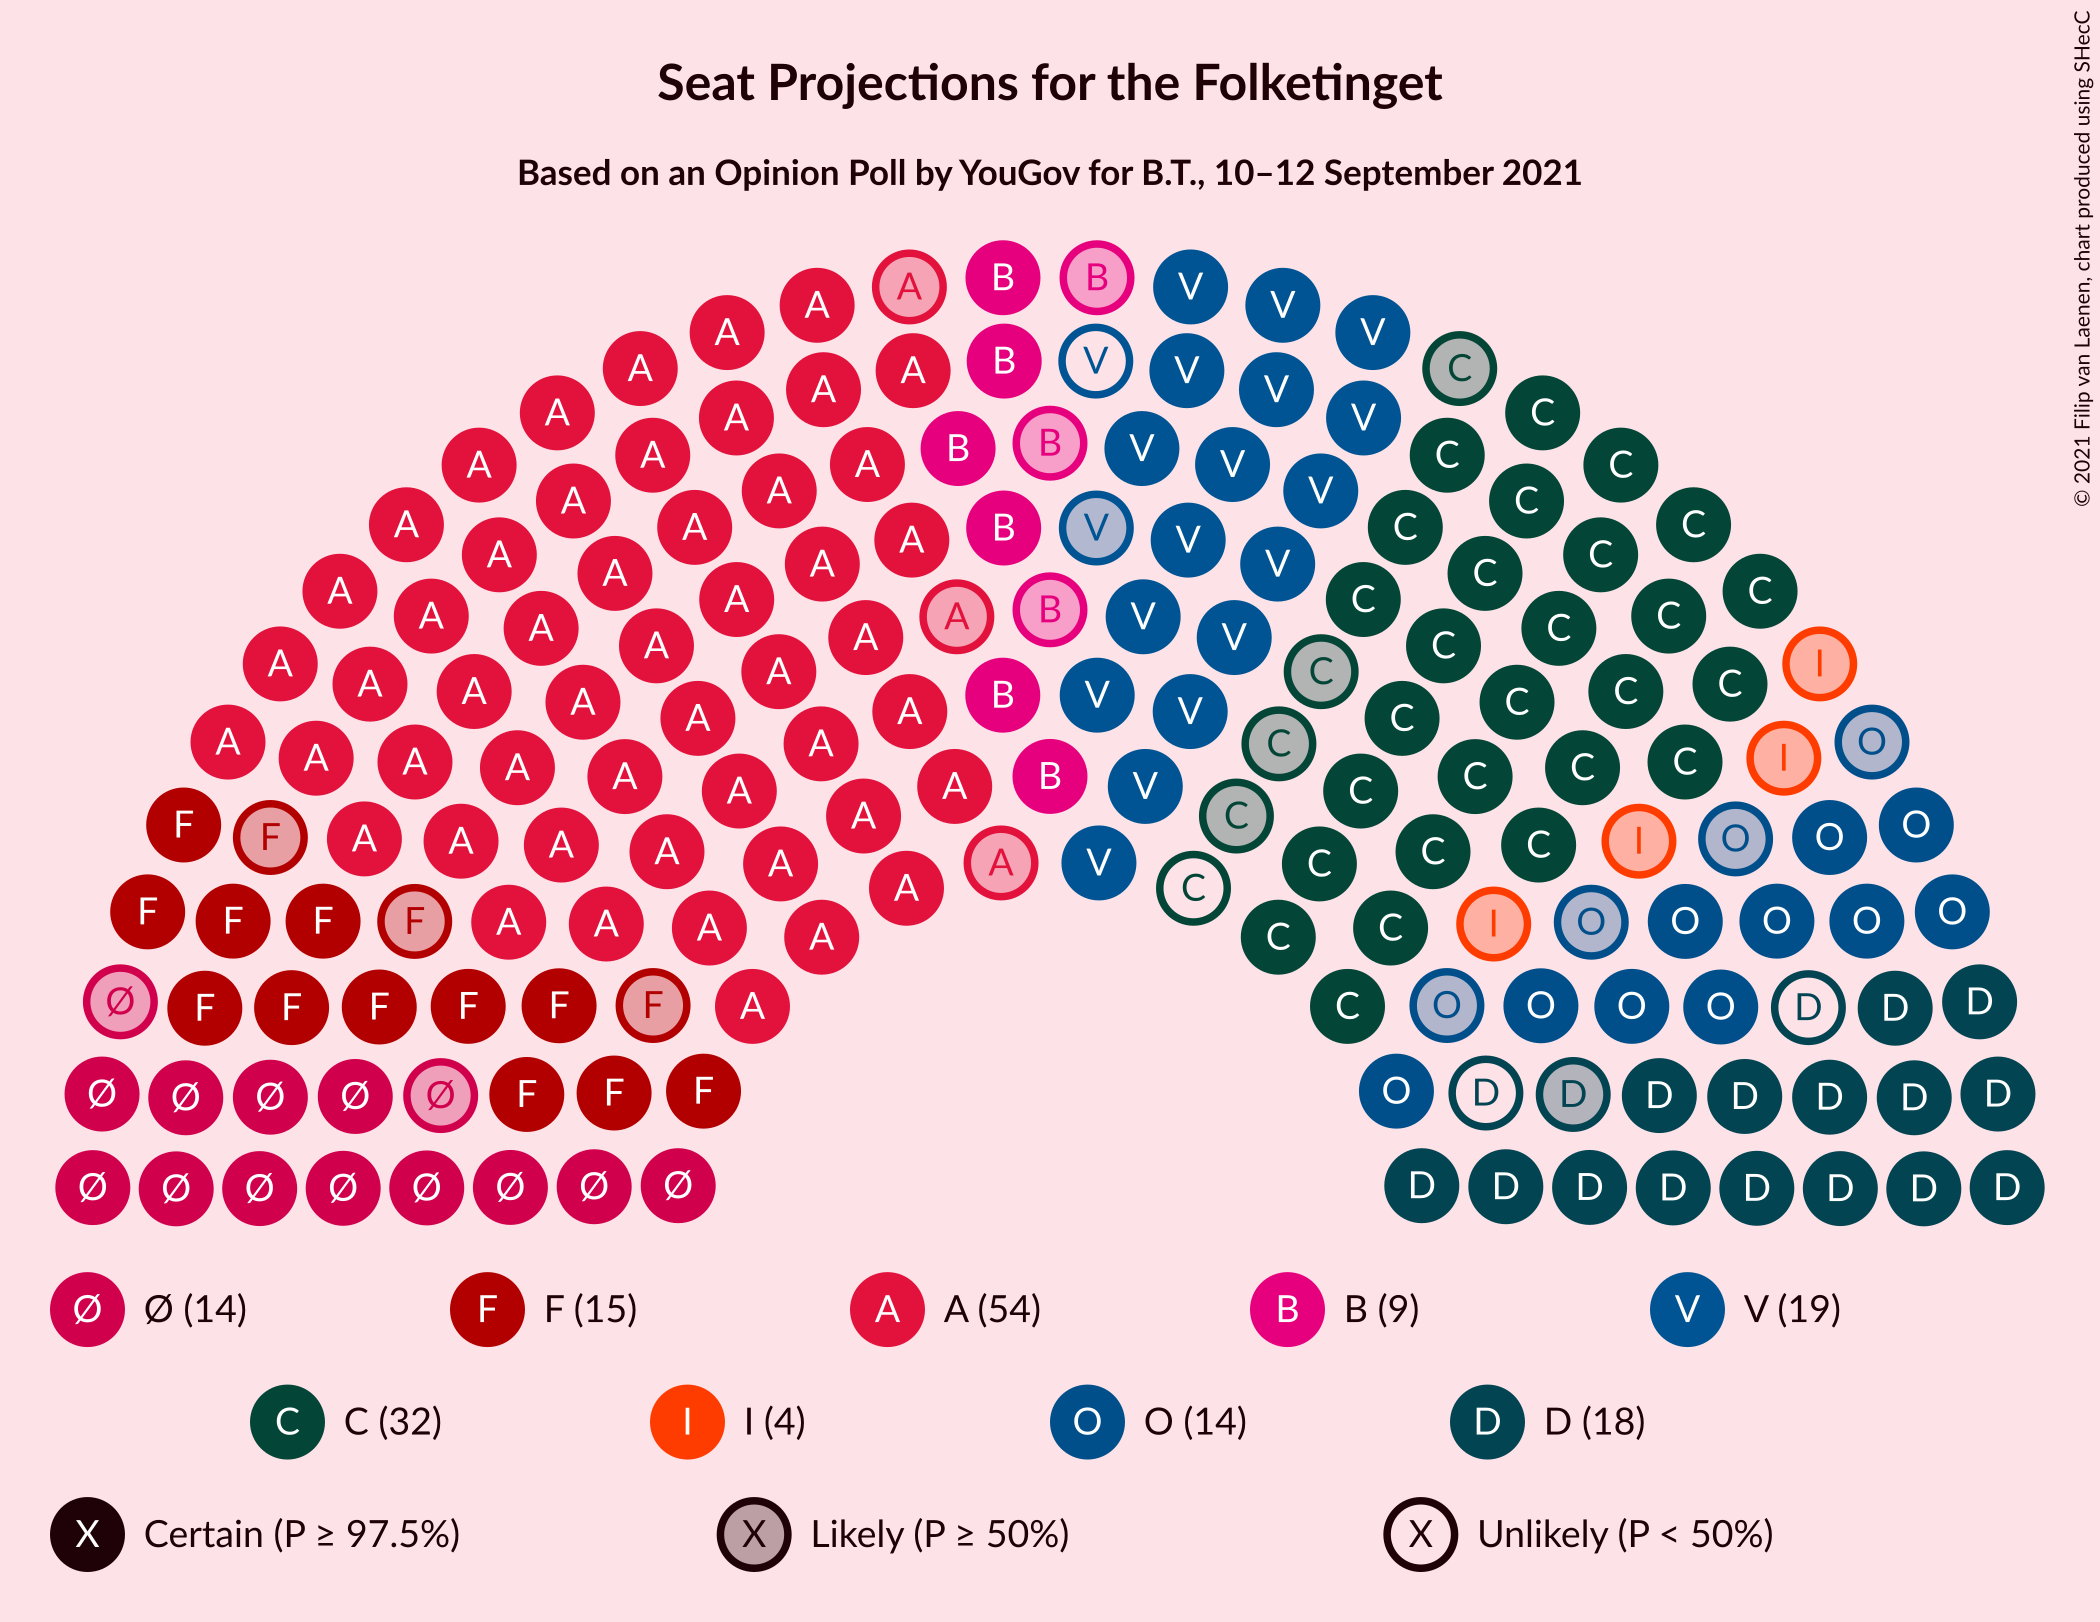 Seat Projections for the Folketinget
Based on an Opinion Poll by YouGov for B.T., 10–12 September 2021
© 2021 Filip van Laenen, chart produced using SHecC
A A B B V V
A V
A A B V V C
A V
A A V C
A A A B B V V C C
A A V C
A A B V C C
A A A V V C
A A A C C C
A A A B V C C
A A V C
A A A A B V C C C I
A A A V C C
A A C O
A A A A B C C C I
A A V C
F A C O
F A A A A C C I O O
A A V C
A C
F F F F A A A A C C I O O O O
Ø F F F F F F A C O O O O D D D
Ø Ø Ø Ø Ø F F F O D D D D D D D
Ø Ø Ø Ø Ø Ø Ø Ø D D D D D D D D
Ø Ø (14) F F (15) A A (54) B B (9) V V (19)
C C (32) I I (4) O O (14) D D (18)
X Certain (P ≥ 97.5%) X Likely (P ≥ 50%) X Unlikely (P < 50%)